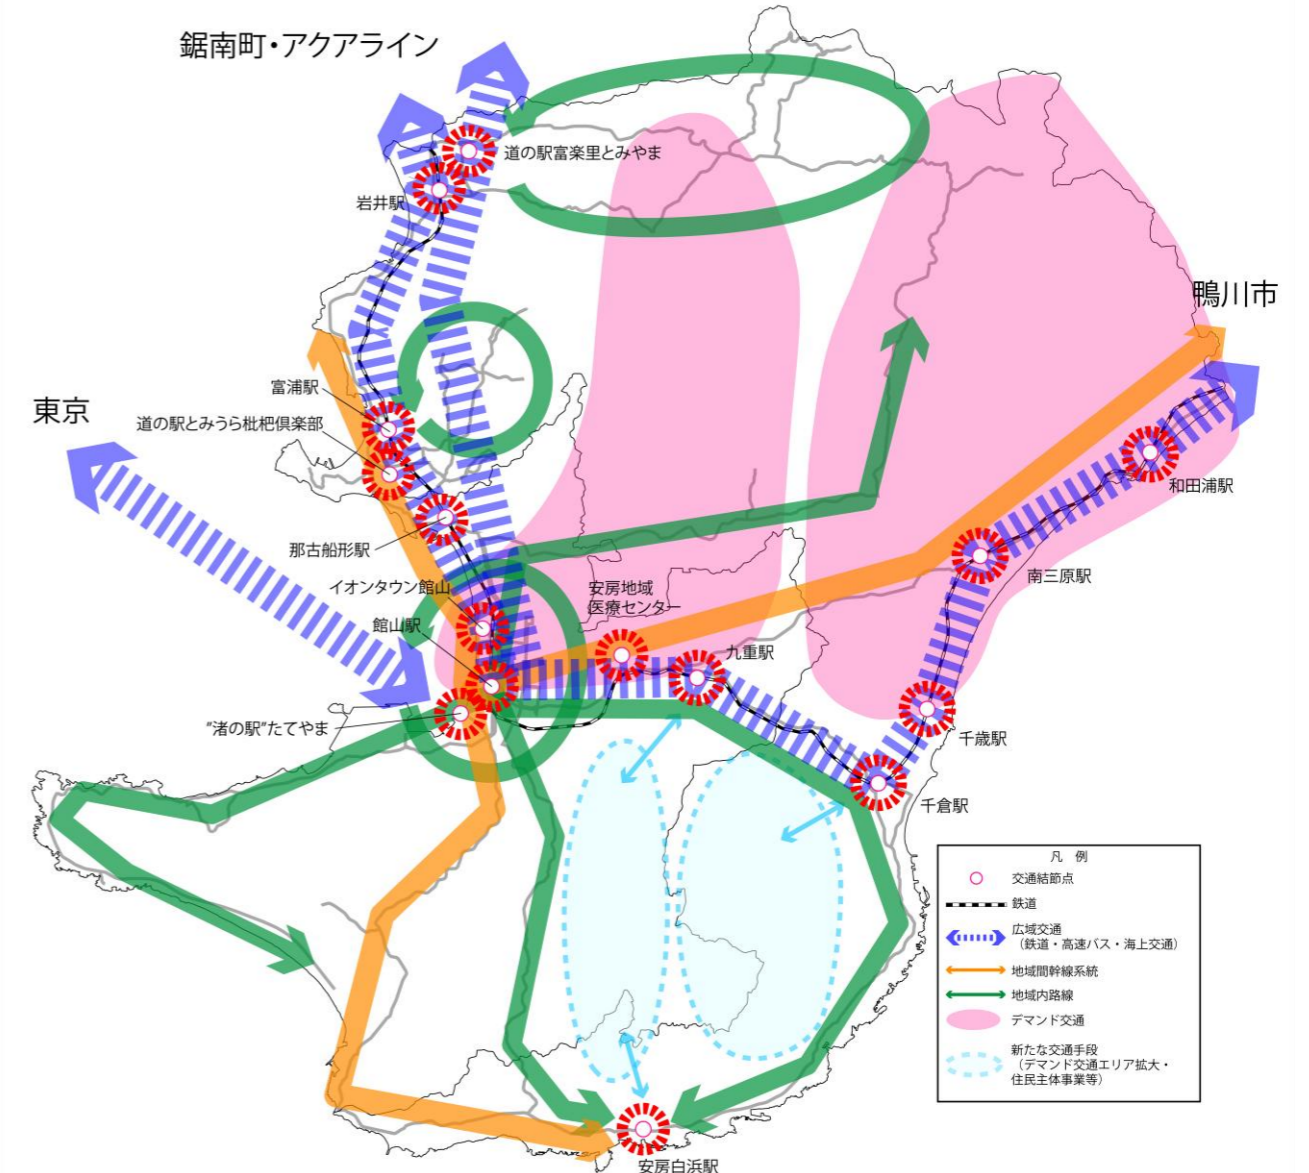 鋸南町・アクアライン
道の駅富楽里とみやま
岩井駅
鴨川市
富浦駅
東京
道の駅とみうら枇杷倶楽部
和田浦駅
那古船形駅
南三原駅
イオンタウン館山
安房地域
医療センター
館山駅
九重駅
“渚の駅”たてやま
千歳駅
千倉駅
凡 例
交通結節点
鉄道
広域交通
（鉄道・高速バス・海上交通）
地域間幹線系統
地域内路線
デマンド交通
新たな交通手段
（デマンド交通エリア拡大・
住民主体事業等）
安房白浜駅